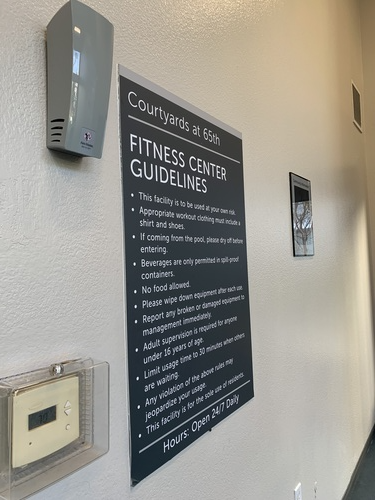 Courtyards at 65th
FITNESS CENTER
GUIDELINES
• This facility is to be used at your own risk.
• Appropriate workout clothing must include a
shirt and shoes.
• If coming from the pool, please dry off before
entering.
• Beverages are only permitted in spill-proof
containers.
• No food allowed.
• Please wipe down equipment after each use.
• Report any broken or damaged equipment to
management immediately.
• Adult supervision is required for anyone
under 16 years of age.
• Limit usage time to 30 minutes when others
are waiting.
• Any violation of the above rules may
jeopardize your usage.
• This facility is for the sole use of residents.
Hours: Open 24/7 Daily